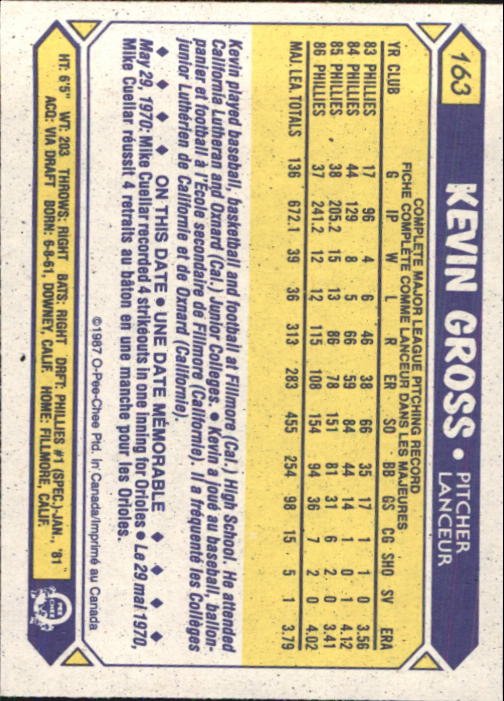 163
KEVIN GROSS • PITCHER
LANCEUR
COMPLETE MAJOR LEAGUE PITCHING RECORD
FICHE COMPLÈTE COMME LANCEUR DANS LES MAJEURES
YR CLUB G IP W L R ER SO BB GS CG SHO SV ERA
83 PHILLIES 17 96 4 6 46 38 66 35 17 1 1 0 3.56
84 PHILLIES 44 129 8 5 66 59 84 44 14 1 0 1 4.12
85 PHILLIES 38 205.2 15 13 86 78 151 81 31 6 2 0 3.41
86 PHILLIES 37 241.2 12 12 115 108 154 94 36 7 2 0 4.02
MAJ.LEA. TOTALS 136 672.1 39 36 313 283 455 254 98 15 5 1 3.79
Kevin played baseball, basketball and football at Fillmore (Cal.) High School. He attended
California Lutheran and Oxnard (Cal.) Junior Colleges. • Kevin a joué au baseball, ballon-
panier et football à l'École secondaire de Fillmore (Californie). Il a fréquenté les Collèges
junior Luthérien de Californie et de Oxnard (Californie).
ON THIS DATE • UNE DATE MÉMORABLE
May 29, 1970: Mike Cuellar recorded 4 strikeouts in one inning for Orioles • Le 29 mai 1970,
Mike Cuellar réussit 4 retraits au bâton en une manche pour les Orioles.
©1987 O-Pee-Chee Ptd. in Canada/Imprimé au Canada
HT: 6'5" WT: 203 THROWS: RIGHT BATS: RIGHT DRFT: PHILLIES #1 (SPEC.)-JAN., '81
ACQ: VIA DRAFT BORN: 6-8-61, DOWNEY, CALIF. HOME: FILLMORE, CALIF.
O PEE CHEE